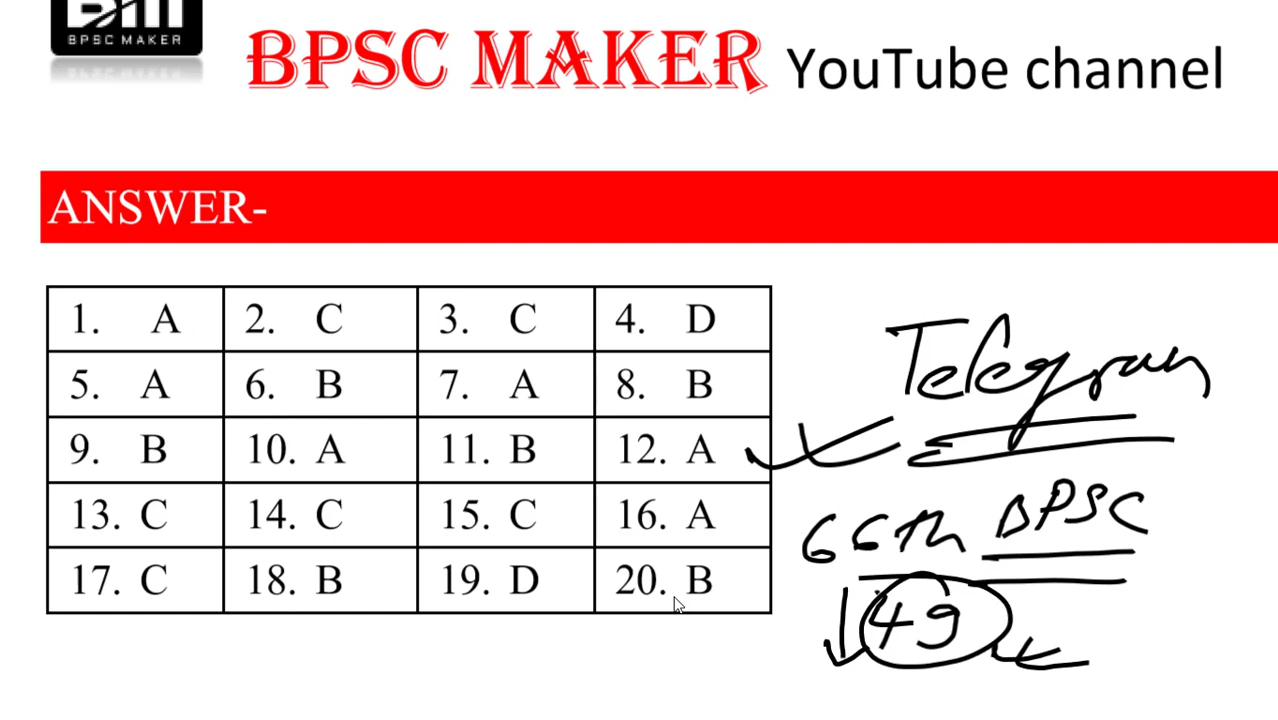 BPSC MAKER
BPSC MAKER YouTube channel
ANSWER-
1. A 2. C 3. C 4. D
5. A 6. B 7. A 8. B
9. B 10. A 11. B 12. A
13. C 14. C 15. C 16. A
17. C 18. B 19. D 20. B
Telegram
66th BPSC
49